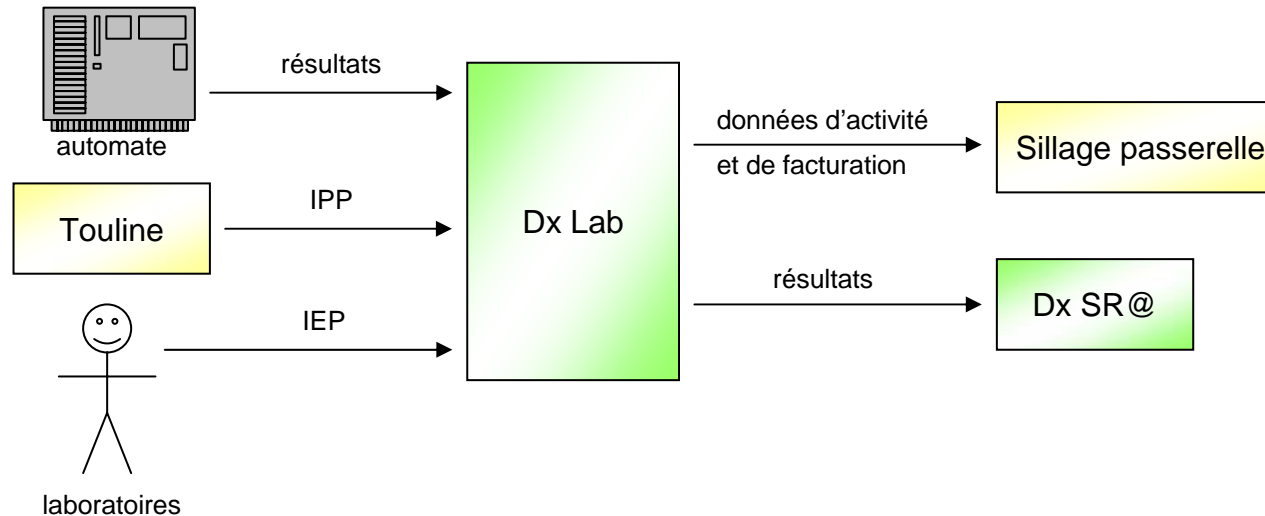 résultats
automate
IPP
Touline
IEP
laboratoires
Dx Lab
données d’activité
et de facturation
Sillage passerelle
résultats
Dx SR@